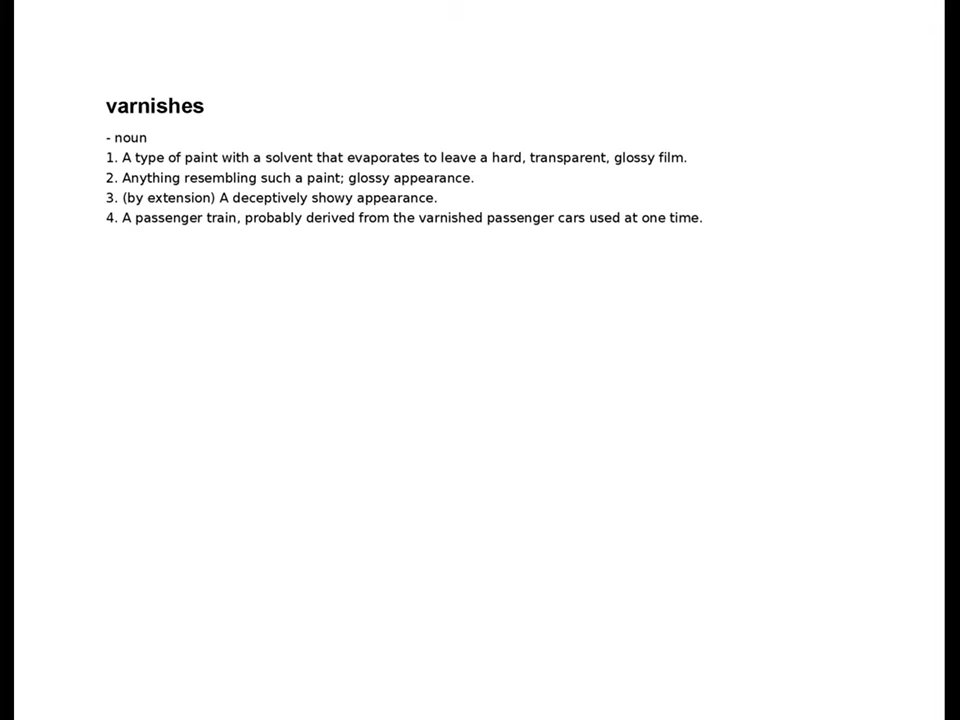 varnishes
- noun
1. A type of paint with a solvent that evaporates to leave a hard, transparent, glossy film.
2. Anything resembling such a paint; glossy appearance.
3. (by extension) A deceptively showy appearance.
4. A passenger train, probably derived from the varnished passenger cars used at one time.